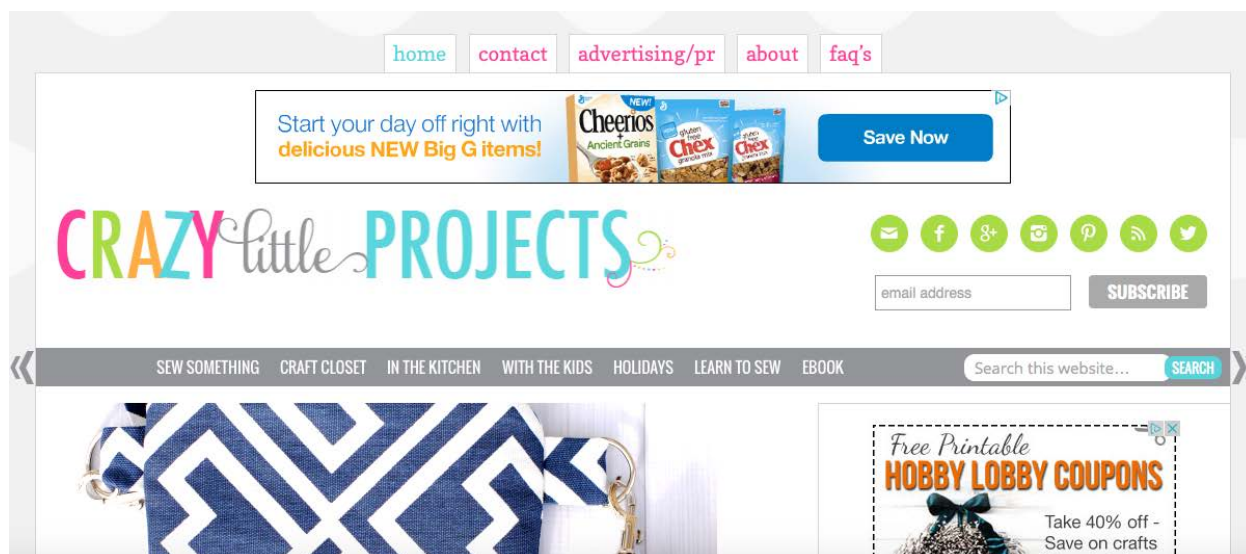 home contact advertising/pr about faq's
Start your day off right with
delicious NEW Big G items!
NEW!
Cheerios
+
Ancient Grains
gluten
free
Chex
granola mix
Chex
Save Now
CRAZY little PROJECTS
email address SUBSCRIBE
SEW SOMETHING CRAFT CLOSET IN THE KITCHEN WITH THE KIDS HOLIDAYS LEARN TO SEW EBOOK Search this website... SEARCH
Free Printable
HOBBY LOBBY COUPONS
Take 40% off -
Save on crafts